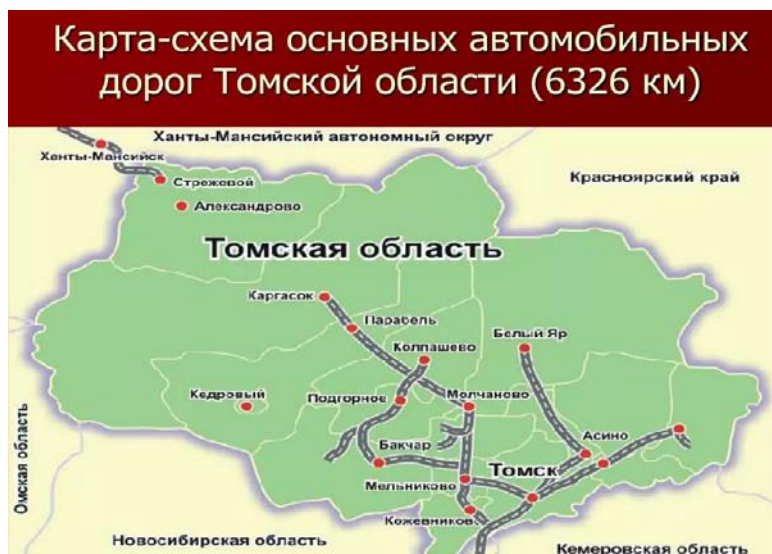 Карта-схема основных автомобильных
дорог Томской области (6326 км)
Ханты-Мансийский автономный округ
Ханты-Мансийск
Красноярский край
Стрежевой
Александрово
Томская область
Каргасок
Парабель
Белый Яр
Колпашево
Кедровый
Подгорное
Молчаново
Омская область
Бакчар
Асино
Томск
Мельниково
Кожевников
Новосибирская область
Кемеровская область